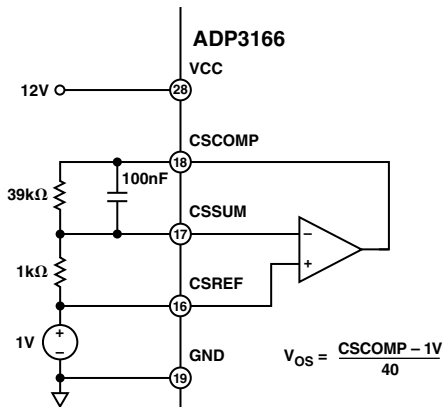 ADP3166
VCC
12V
28
CSCOMP
18
39kΩ
100nF
CSSUM
17
1kΩ
CSREF
16
1V
GND
19
−
+
+
−
V_OS = CSCOMP – 1V
40